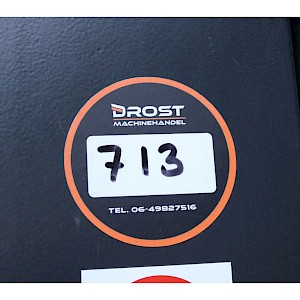 DROST
MACHINEHANDEL
713
TEL. 06-49827516